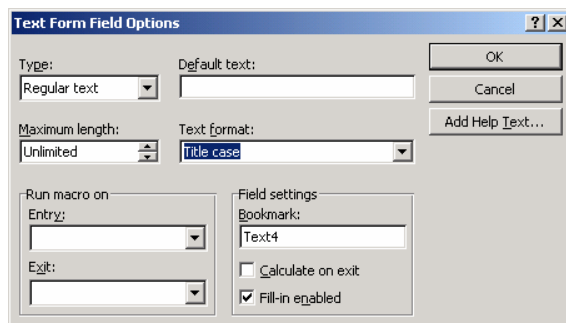 Text Form Field Options
Type:
Default text:
OK
Regular text
Cancel
Maximum length:
Text format:
Add Help Text...
Unlimited
Title case
Run macro on
Field settings
Entry:
Bookmark:
Text4
Exit:
Calculate on exit
Fill-in enabled